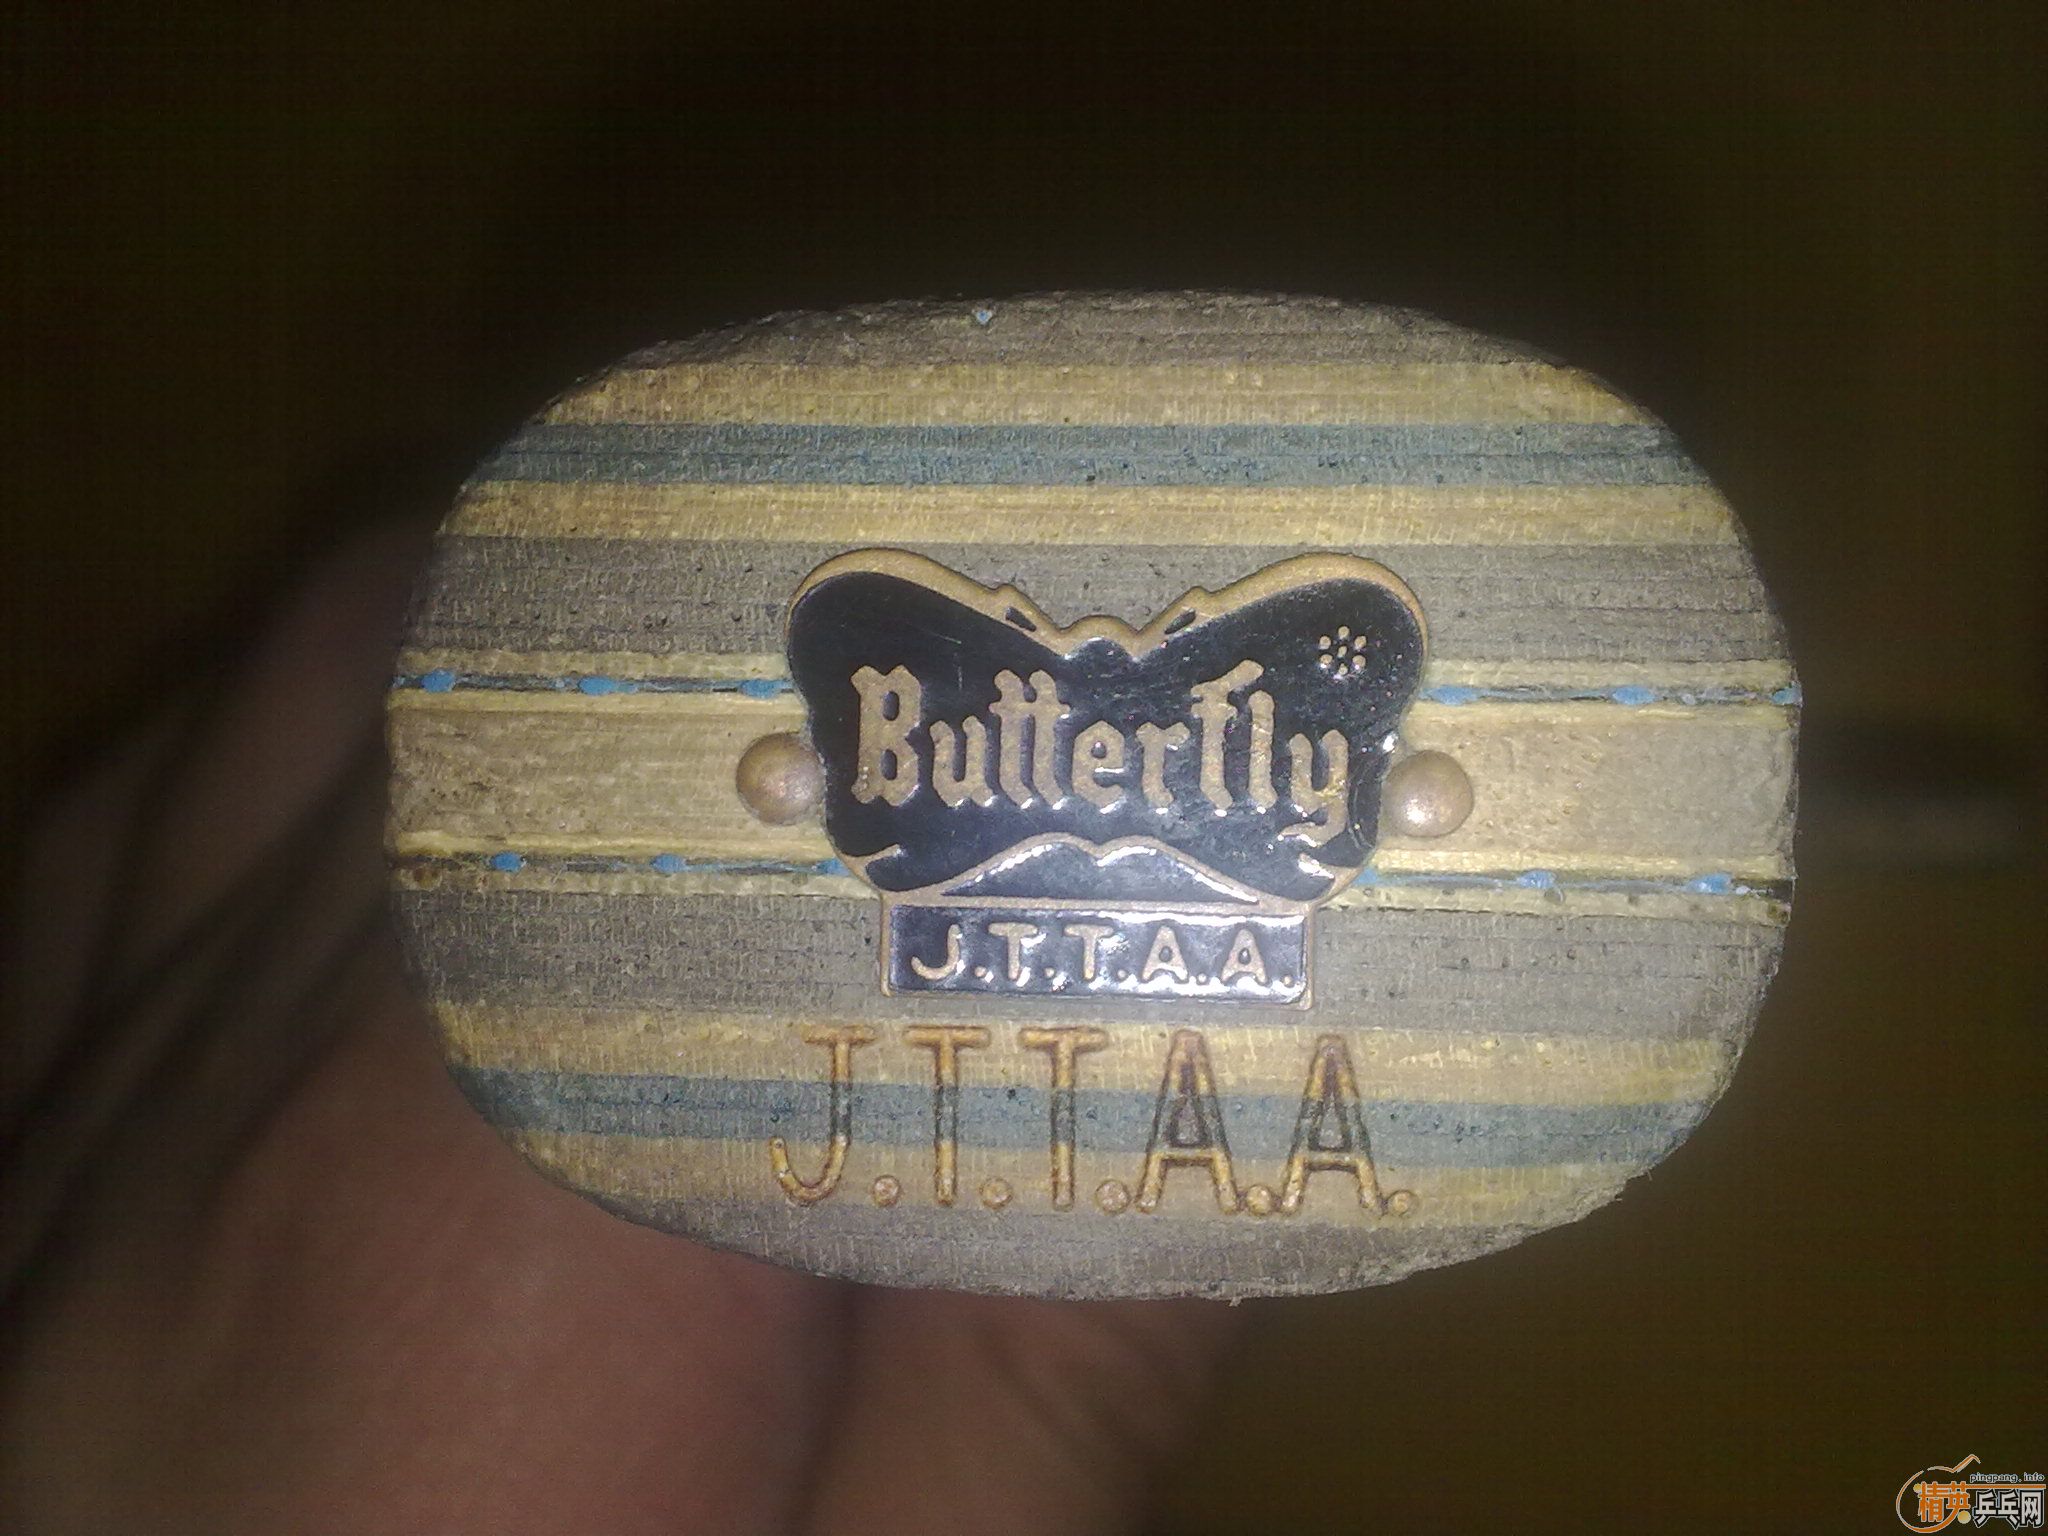 Butterfly
J.T.T.A.A.
J.T.T.A.A.
pingpang.info
精英乒乓网